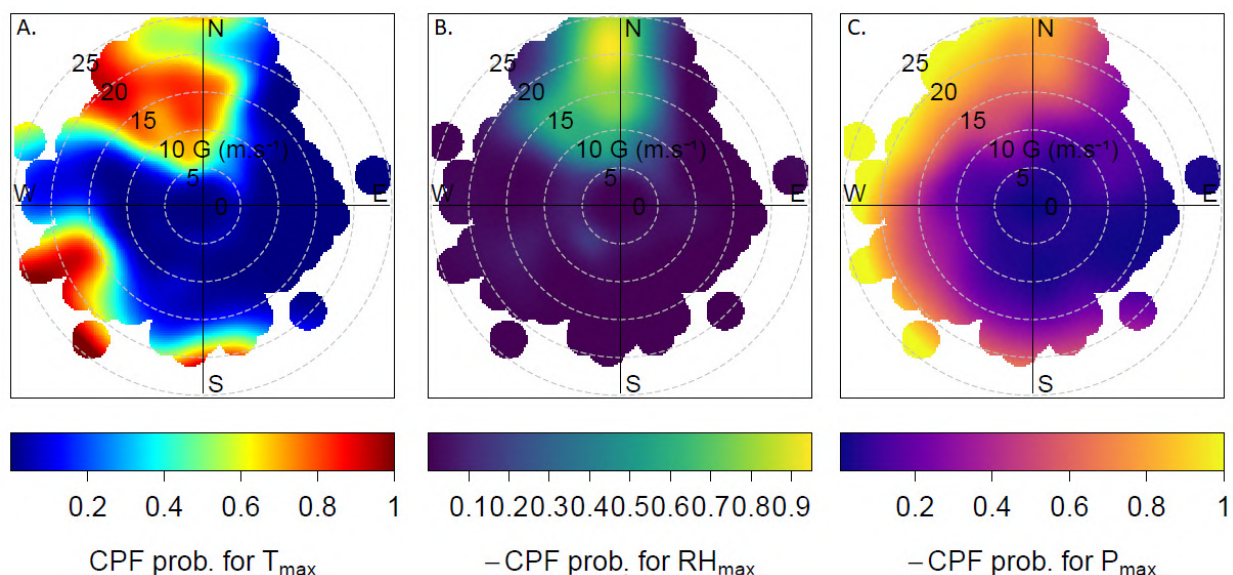 A.
N
25
20
15
10 G (m.s⁻¹)
5
0
W
E
S
0.2 0.4 0.6 0.8 1
CPF prob. for Tmax
B.
N
25
20
15
10 G (m.s⁻¹)
5
0
W
E
S
0.10.20.30.40.50.60.70.80.9
–CPF prob. for RHmax
C.
N
25
20
15
10 G (m.s⁻¹)
5
0
W
E
S
0.2 0.4 0.6 0.8 1
–CPF prob. for Pmax